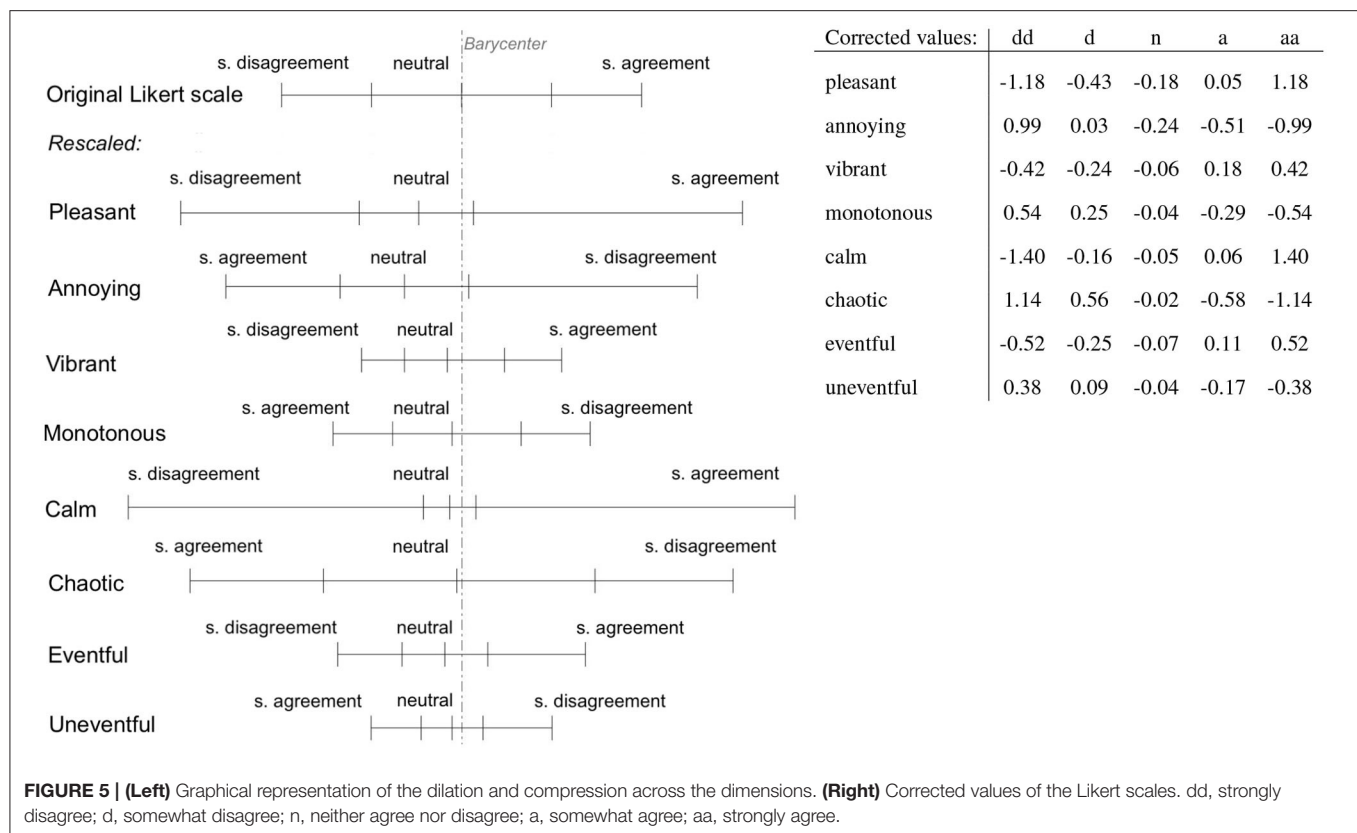 Barycenter
s. disagreement neutral s. agreement
Original Likert scale
Rescaled:
s. disagreement neutral s. agreement
Pleasant
s. agreement neutral s. disagreement
Annoying
s. disagreement neutral s. agreement
Vibrant
s. agreement neutral s. disagreement
Monotonous
s. disagreement neutral s. agreement
Calm
s. agreement neutral s. disagreement
Chaotic
s. disagreement neutral s. agreement
Eventful
s. agreement neutral s. disagreement
Uneventful
Corrected values: dd d n a aa
pleasant -1.18 -0.43 -0.18 0.05 1.18
annoying 0.99 0.03 -0.24 -0.51 -0.99
vibrant -0.42 -0.24 -0.06 0.18 0.42
monotonous 0.54 0.25 -0.04 -0.29 -0.54
calm -1.40 -0.16 -0.05 0.06 1.40
chaotic 1.14 0.56 -0.02 -0.58 -1.14
eventful -0.52 -0.25 -0.07 0.11 0.52
uneventful 0.38 0.09 -0.04 -0.17 -0.38
FIGURE 5 | (Left) Graphical representation of the dilation and compression across the dimensions. (Right) Corrected values of the Likert scales. dd, strongly
disagree; d, somewhat disagree; n, neither agree nor disagree; a, somewhat agree; aa, strongly agree.